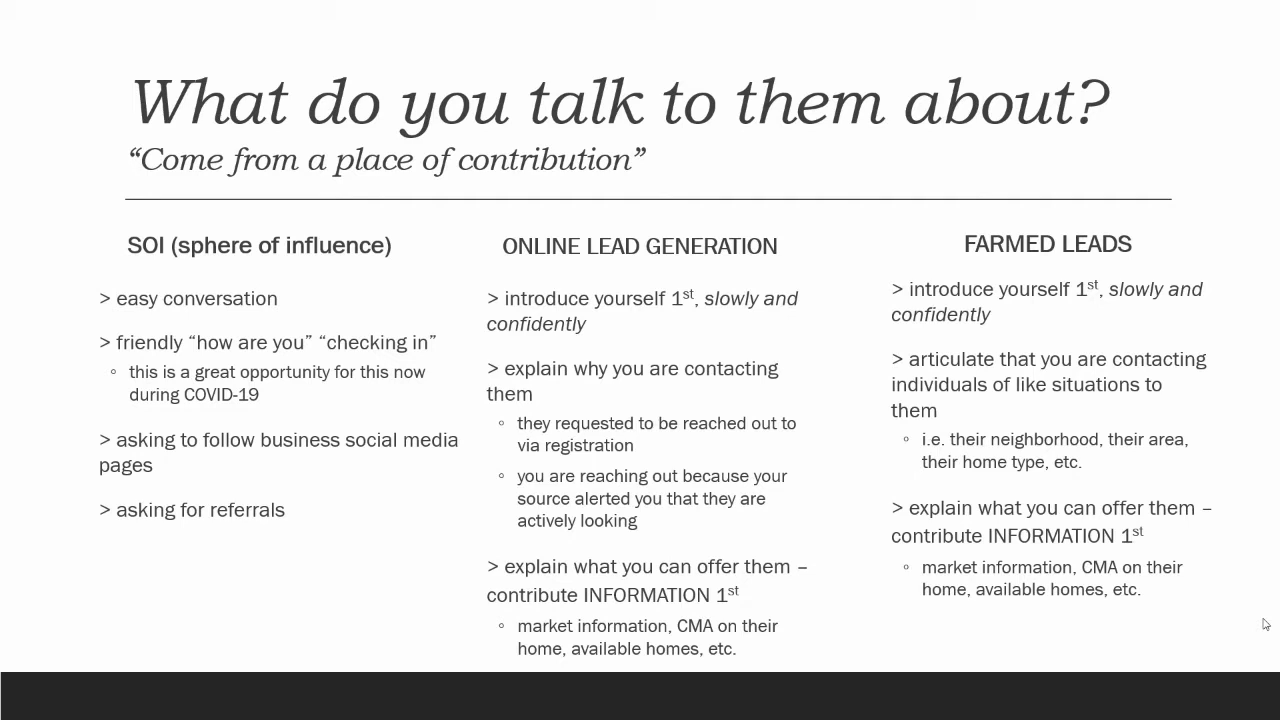 What do you talk to them about?
“Come from a place of contribution”
SOI (sphere of influence)
> easy conversation
> friendly “how are you” “checking in”
◦ this is a great opportunity for this now
during COVID-19
> asking to follow business social media
pages
> asking for referrals
ONLINE LEAD GENERATION
> introduce yourself 1st, slowly and
confidently
> explain why you are contacting
them
◦ they requested to be reached out to
via registration
◦ you are reaching out because your
source alerted you that they are
actively looking
> explain what you can offer them –
contribute INFORMATION 1st
◦ market information, CMA on their
home, available homes, etc.
FARMED LEADS
> introduce yourself 1st, slowly and
confidently
> articulate that you are contacting
individuals of like situations to
them
◦ i.e. their neighborhood, their area,
their home type, etc.
> explain what you can offer them –
contribute INFORMATION 1st
◦ market information, CMA on their
home, available homes, etc.